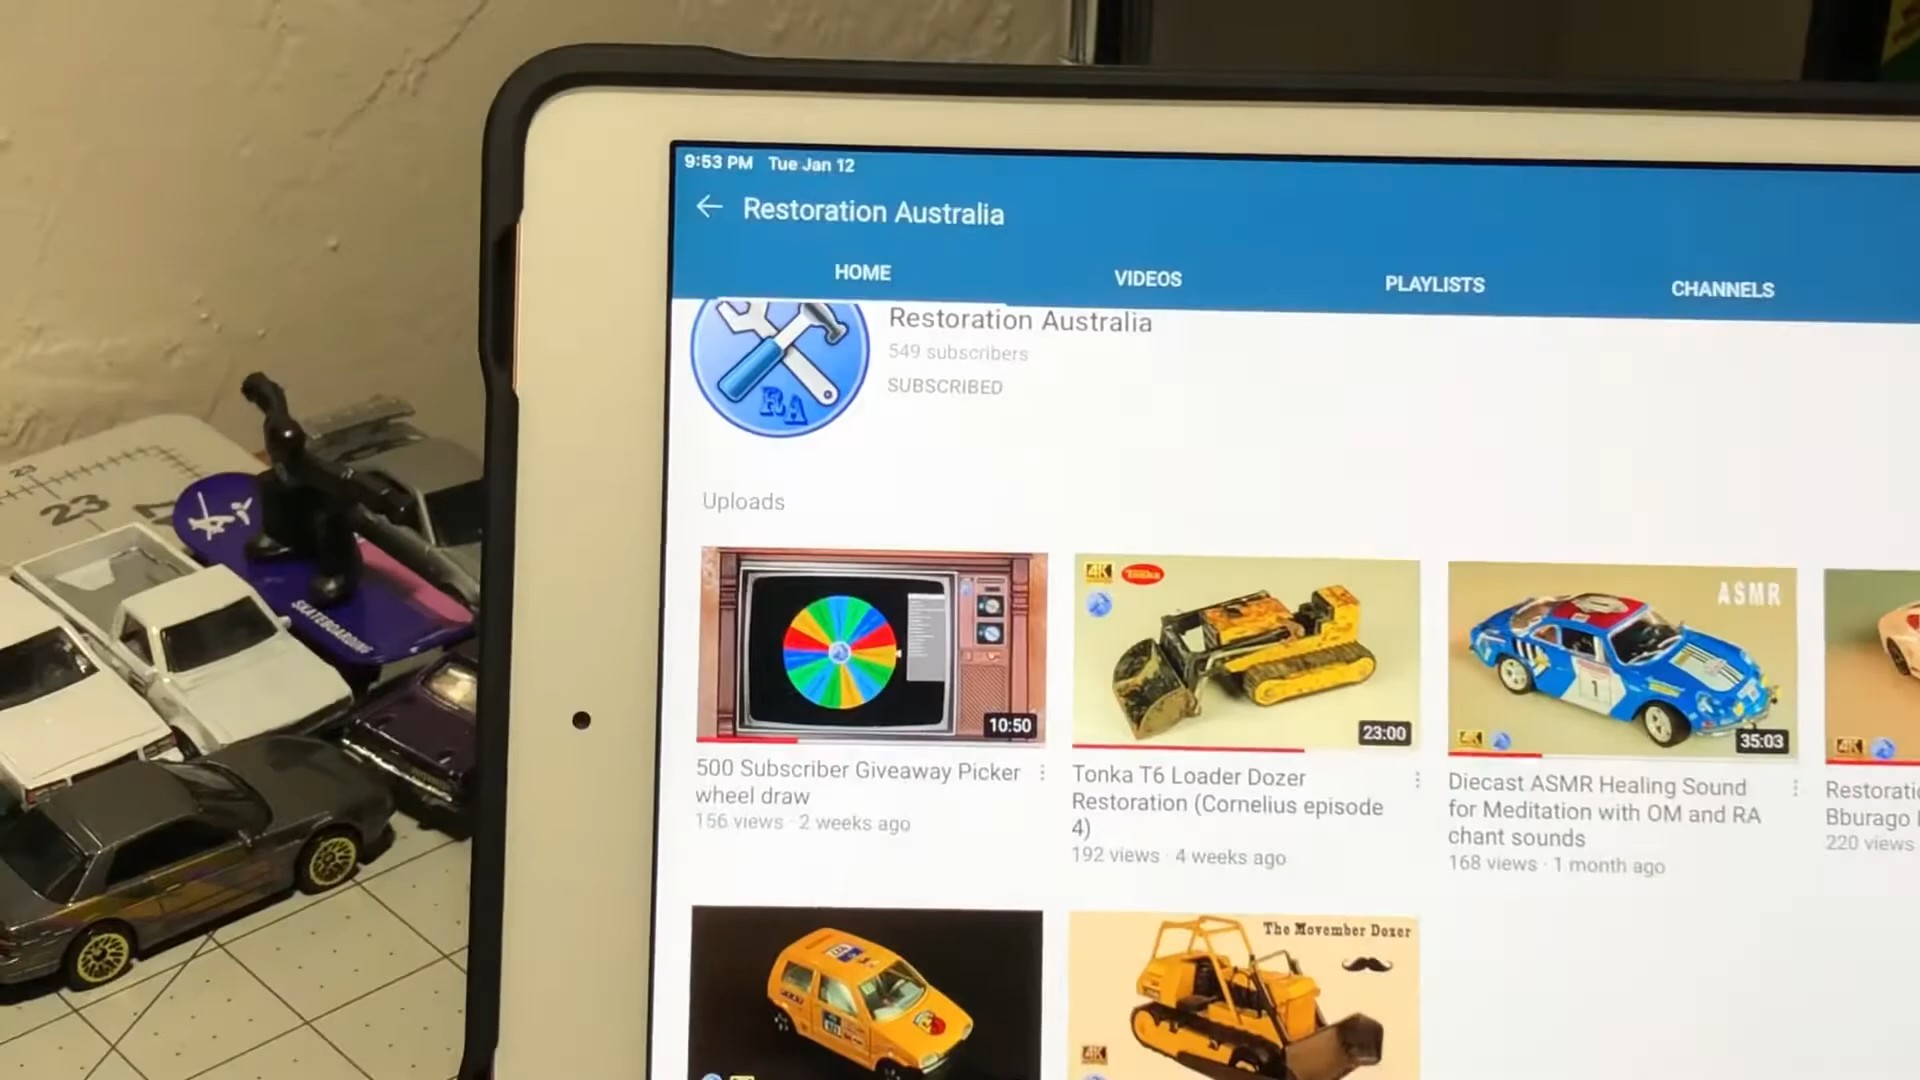 9:53 PM Tue Jan 12
Restoration Australia
HOME VIDEOS PLAYLISTS CHANNELS
Restoration Australia
549 subscribers
SUBSCRIBED
RA
Uploads
4K Tonka
ASMR
1
10:50
23:00
4K
35:03
4K
500 Subscriber Giveaway Picker
wheel draw
156 views · 2 weeks ago
Tonka T6 Loader Dozer
Restoration (Cornelius episode
4)
192 views · 4 weeks ago
Diecast ASMR Healing Sound
for Meditation with OM and RA
chant sounds
168 views · 1 month ago
Bburago
220 views
The Movember Dozer
4K
23
23
SKATEBOARDING